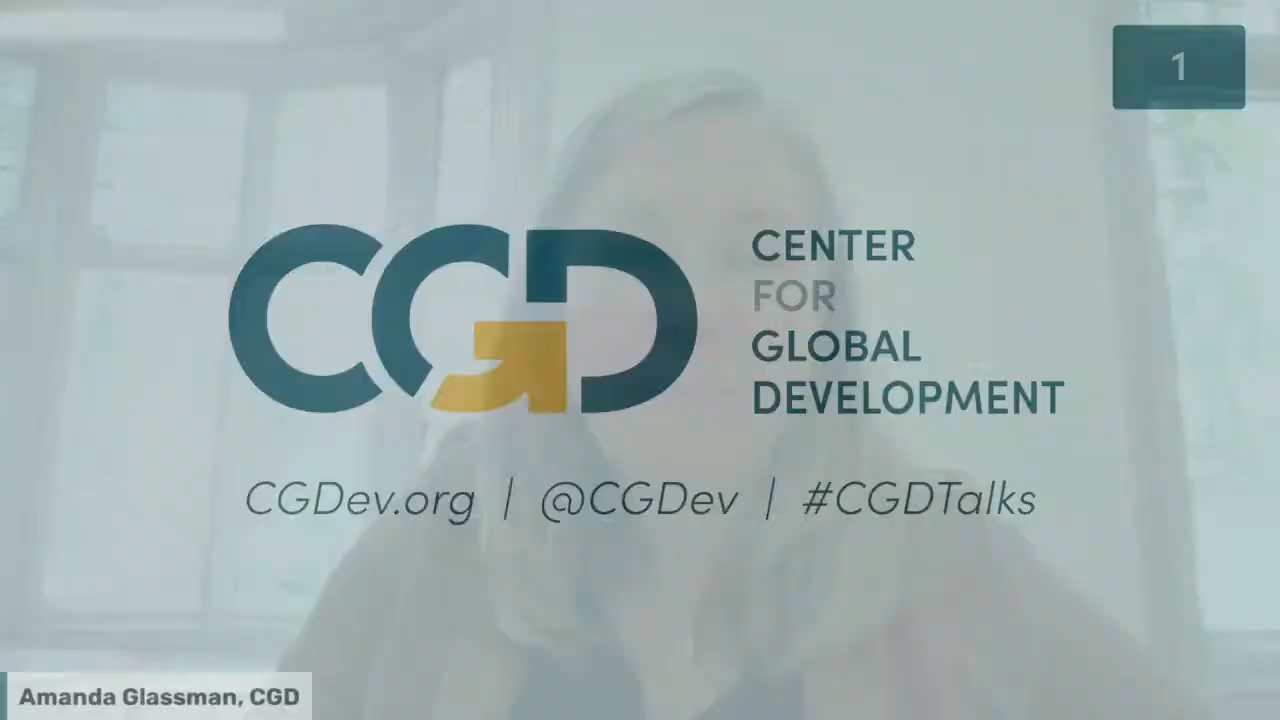 1
CGD
CENTER
FOR
GLOBAL
DEVELOPMENT
CGDev.org | @CGDev | #CGDTalks
Amanda Glassman, CGD